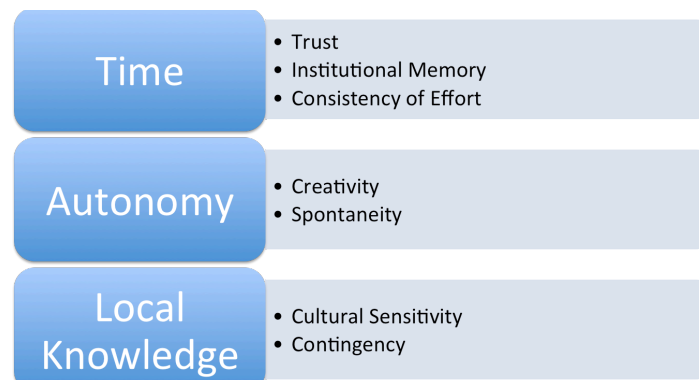 Time
• Trust
• Institutional Memory
• Consistency of Effort
Autonomy
• Creativity
• Spontaneity
Local
Knowledge
• Cultural Sensitivity
• Contingency